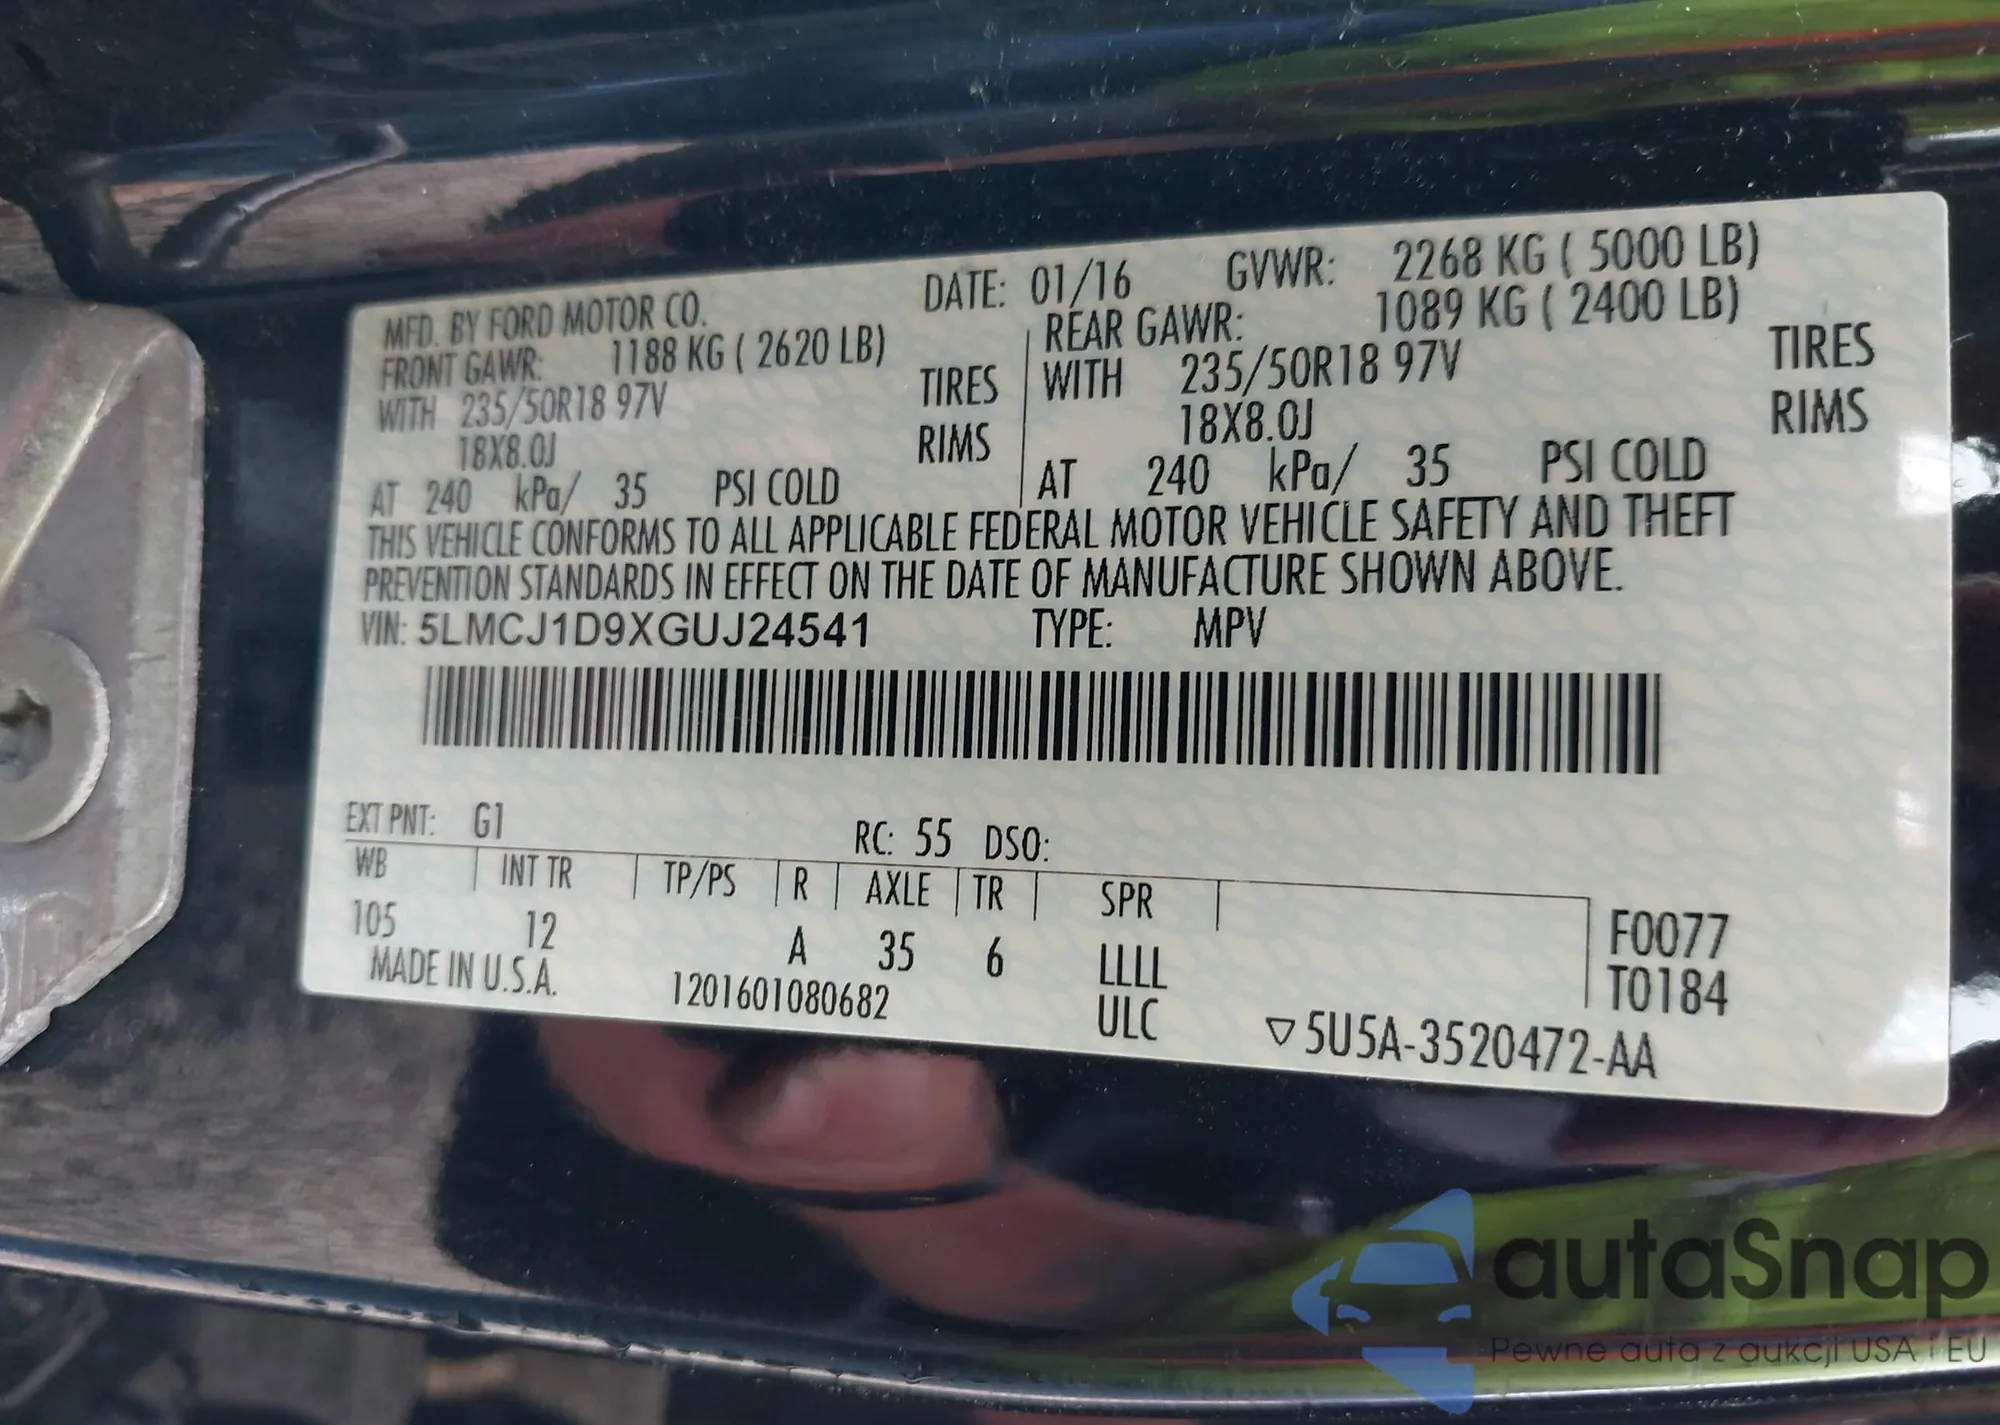 MFD. BY FORD MOTOR CO. DATE: 01/16 GVWR: 2268 KG ( 5000 LB)
FRONT GAWR: 1188 KG ( 2620 LB) REAR GAWR: 1089 KG ( 2400 LB)
WITH 235/50R18 97V TIRES WITH 235/50R18 97V TIRES
18X8.0J RIMS 18X8.0J RIMS
AT 240 kPa/ 35 PSI COLD AT 240 kPa/ 35 PSI COLD
THIS VEHICLE CONFORMS TO ALL APPLICABLE FEDERAL MOTOR VEHICLE SAFETY AND THEFT
PREVENTION STANDARDS IN EFFECT ON THE DATE OF MANUFACTURE SHOWN ABOVE.
VIN: 5LMCJ1D9XGUJ24541 TYPE: MPV
EXT PNT: G1 RC: 55 DSO:
WB INT TR TP/PS R AXLE TR SPR
105 12 A 35 6 LLLL F0077
MADE IN U.S.A. 1201601080682 ULC T0184
▽5U5A-3520472-AA
autaSnap
Pewne auta z aukcji USA i EU